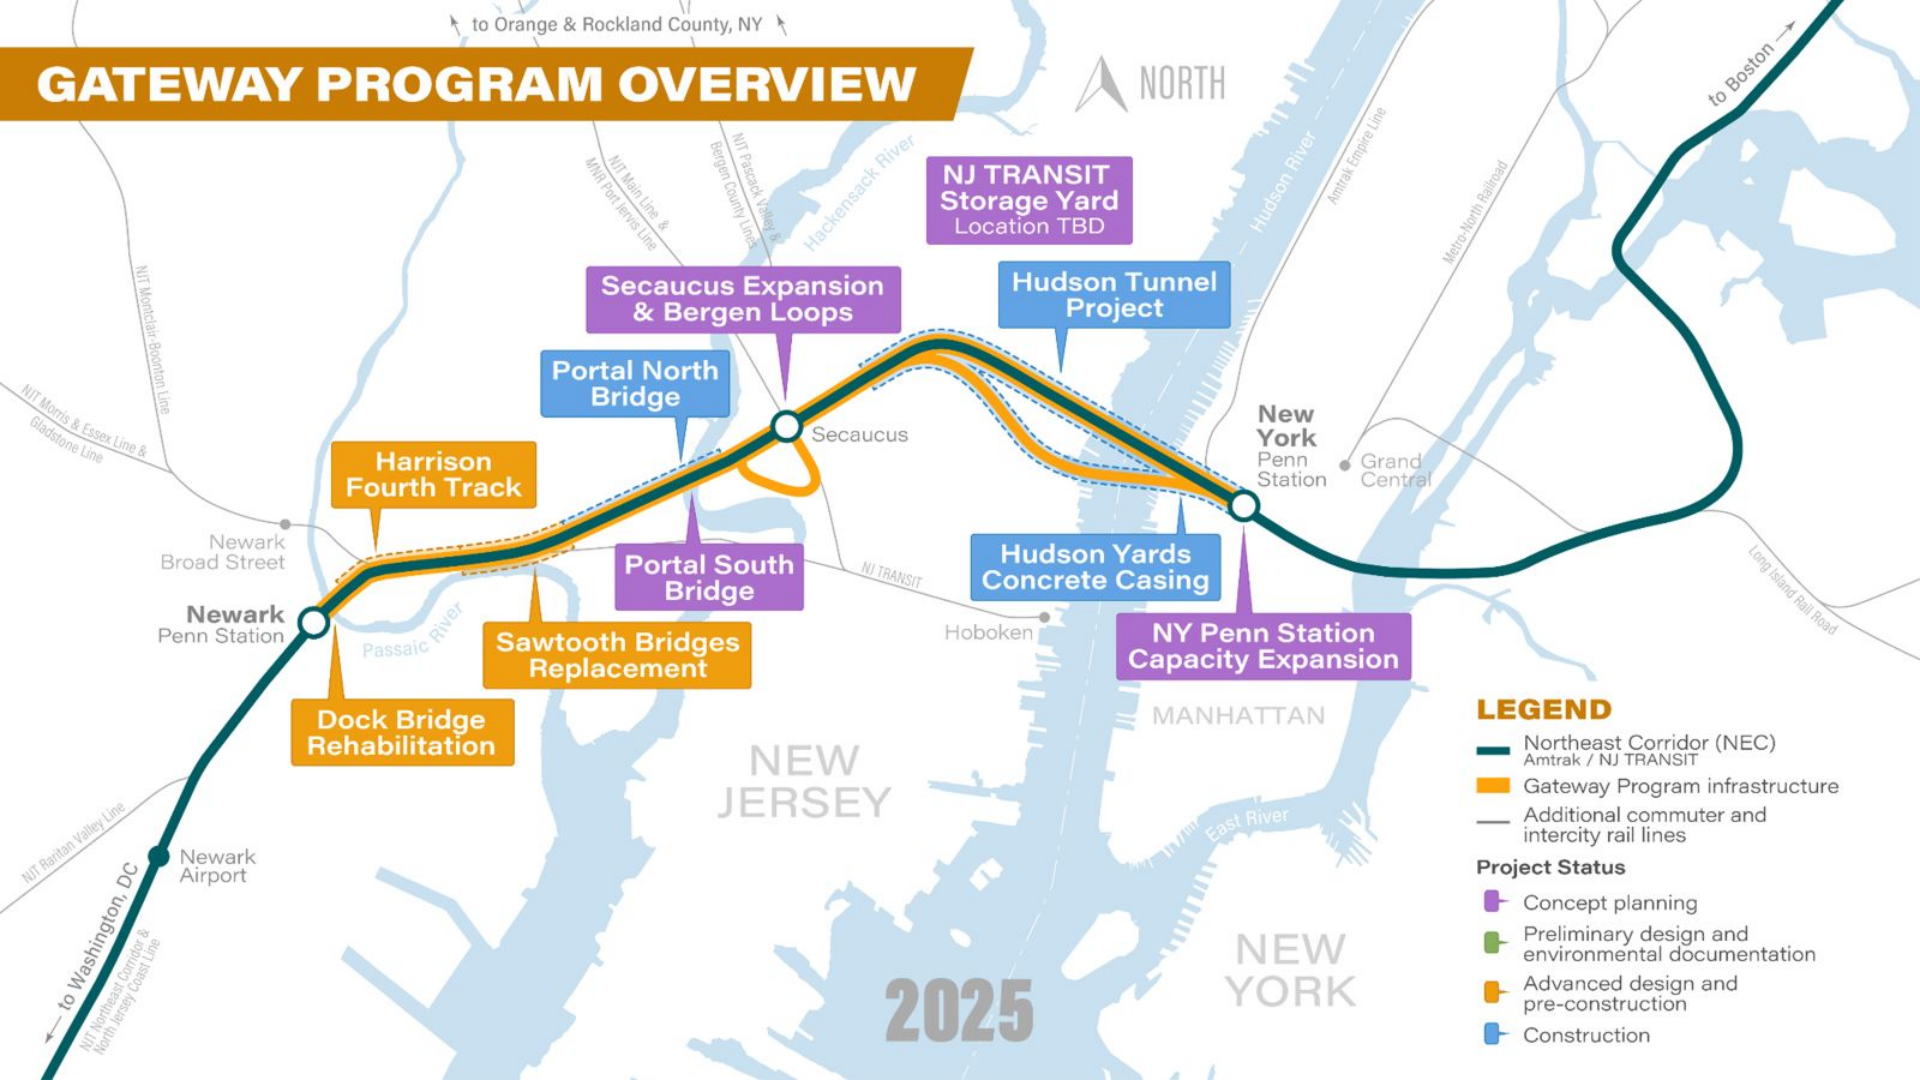 to Orange & Rockland County, NY
GATEWAY PROGRAM OVERVIEW
NORTH
to Boston
NJT Montclair-Boonton Line
NJT Morris & Essex Line &
Gladstone Line
NJT Main Line &
MNR Port Jervis Line
NJT Pascack Valley &
Bergen County Lines
Hackensack River
NJ TRANSIT
Storage Yard
Location TBD
Hudson River
Amtrak Empire Line
Metro-North Railroad
Secaucus Expansion
& Bergen Loops
Hudson Tunnel
Project
Portal North
Bridge
Secaucus
Harrison
Fourth Track
New
York
Penn
Station
Grand
Central
Newark
Broad Street
Newark
Penn Station
Passaic River
Portal South
Bridge
NJ TRANSIT
Hudson Yards
Concrete Casing
Hoboken
Sawtooth Bridges
Replacement
NY Penn Station
Capacity Expansion
Long Island Rail Road
Dock Bridge
Rehabilitation
MANHATTAN
NEW
JERSEY
East River
NJT Raritan Valley Line
Newark
Airport
to Washington, DC
NJT Northeast Corridor &
North Jersey Coast Line
2025
NEW
YORK
LEGEND
Northeast Corridor (NEC)
Amtrak / NJ TRANSIT
Gateway Program infrastructure
Additional commuter and
intercity rail lines
Project Status
Concept planning
Preliminary design and
environmental documentation
Advanced design and
pre-construction
Construction